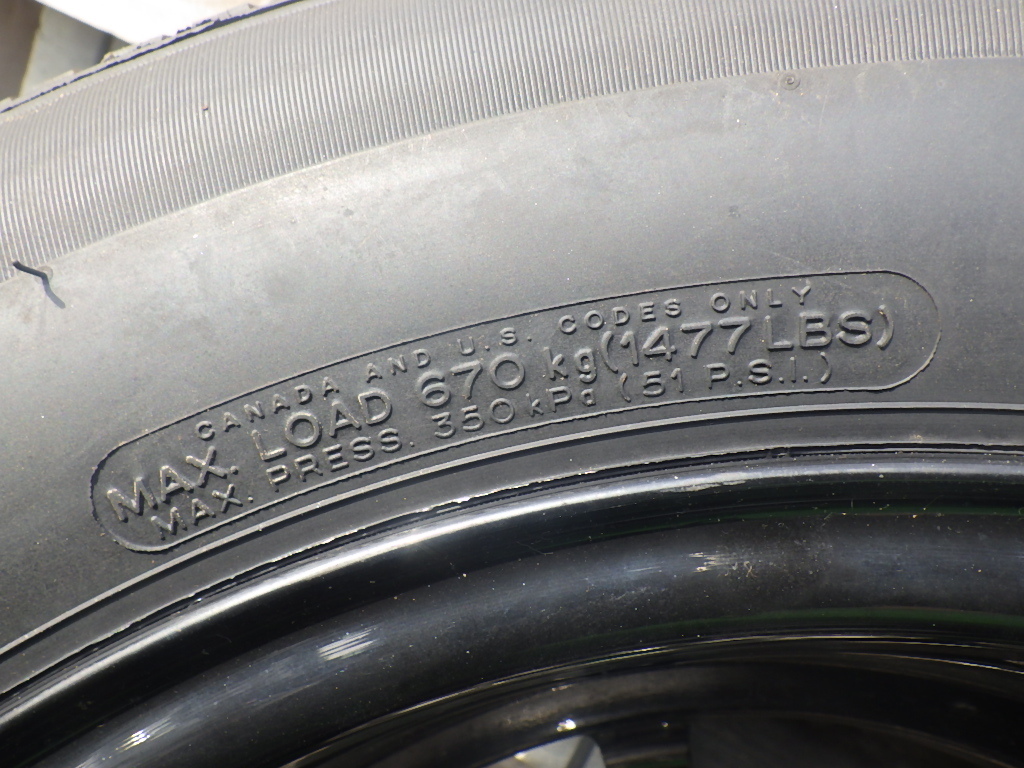 CANADA AND U.S. CODES ONLY
MAX. LOAD 670 kg (1477 LBS)
MAX. PRESS. 350 kPa (51 P.S.I.)